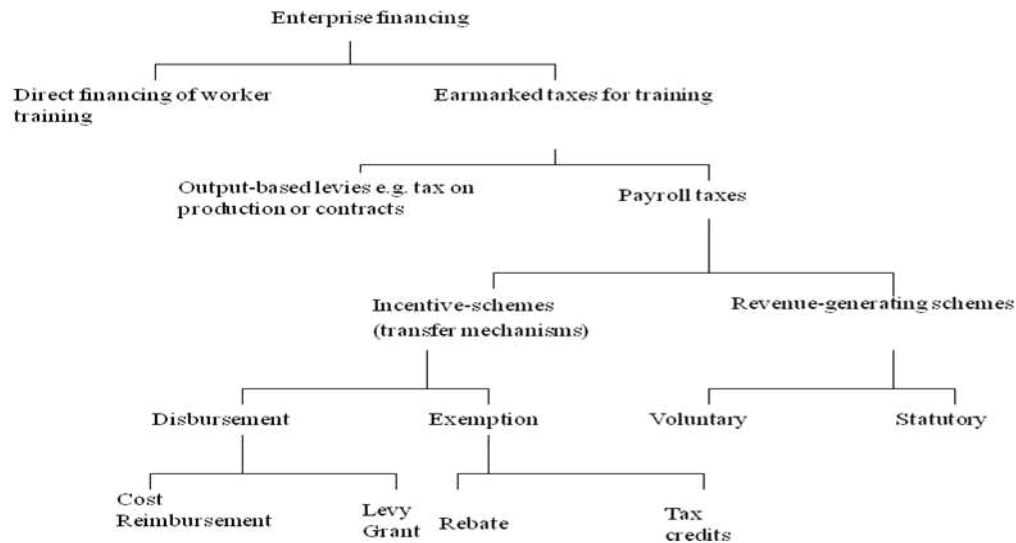 Enterprise financing
Direct financing of worker
training
Earmarked taxes for training
Output-based levies e.g. tax on
production or contracts
Payroll taxes
Incentive-schemes
(transfer mechanisms)
Revenue-generating schemes
Disbursement
Exemption
Voluntary
Statutory
Cost
Reimbursement
Levy
Grant
Rebate
Tax
credits